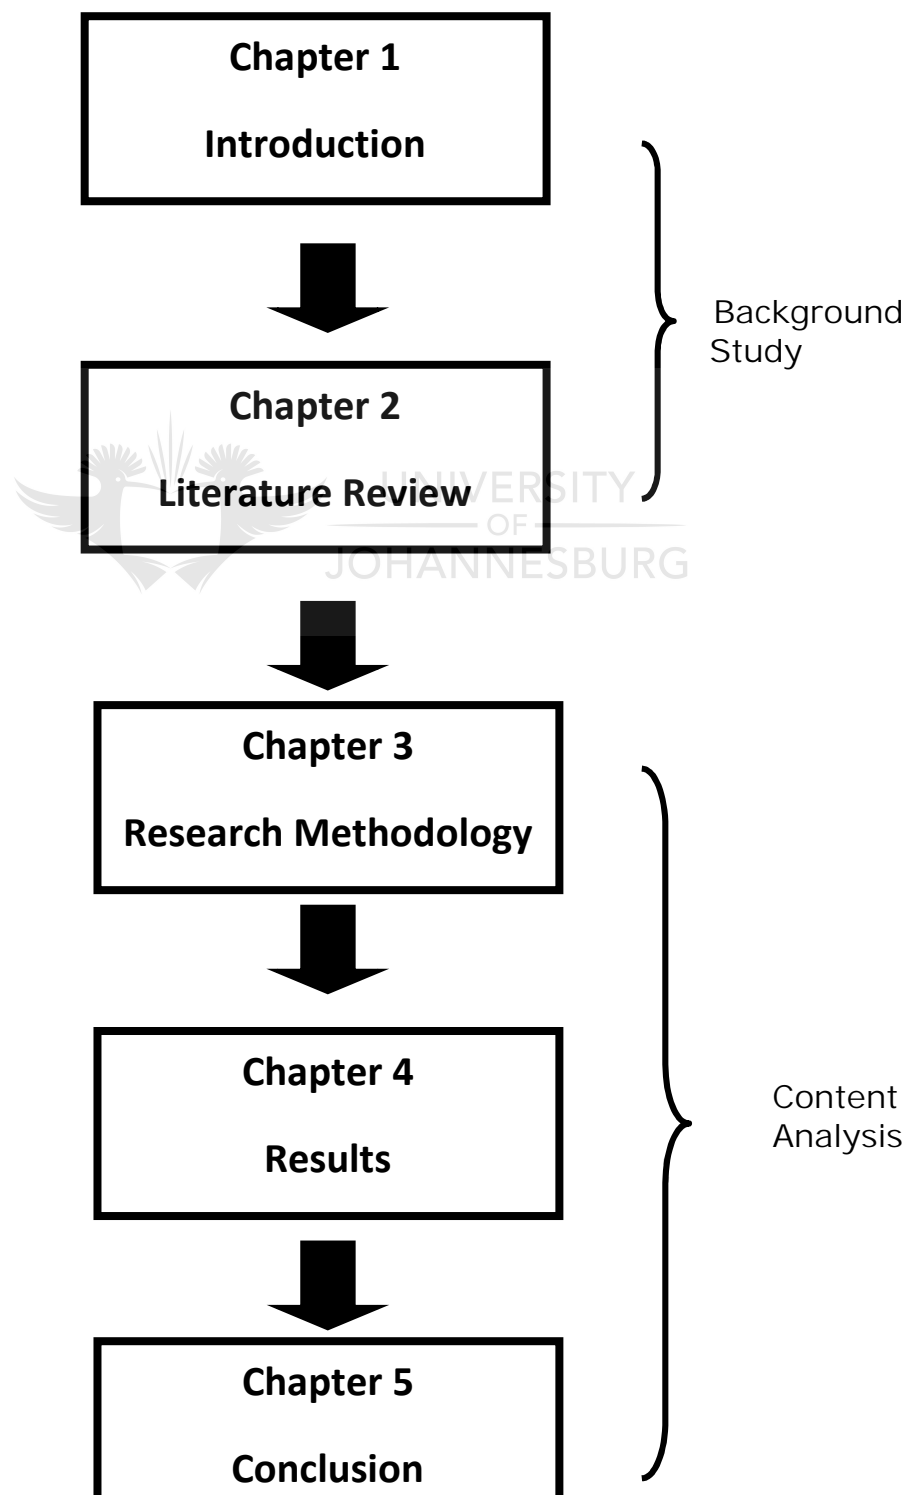 Chapter 1
Introduction
Background
Study
Chapter 2
Literature Review
UNIVERSITY
OF
JOHANNESBURG
Chapter 3
Research Methodology
Chapter 4
Results
Content
Analysis
Chapter 5
Conclusion